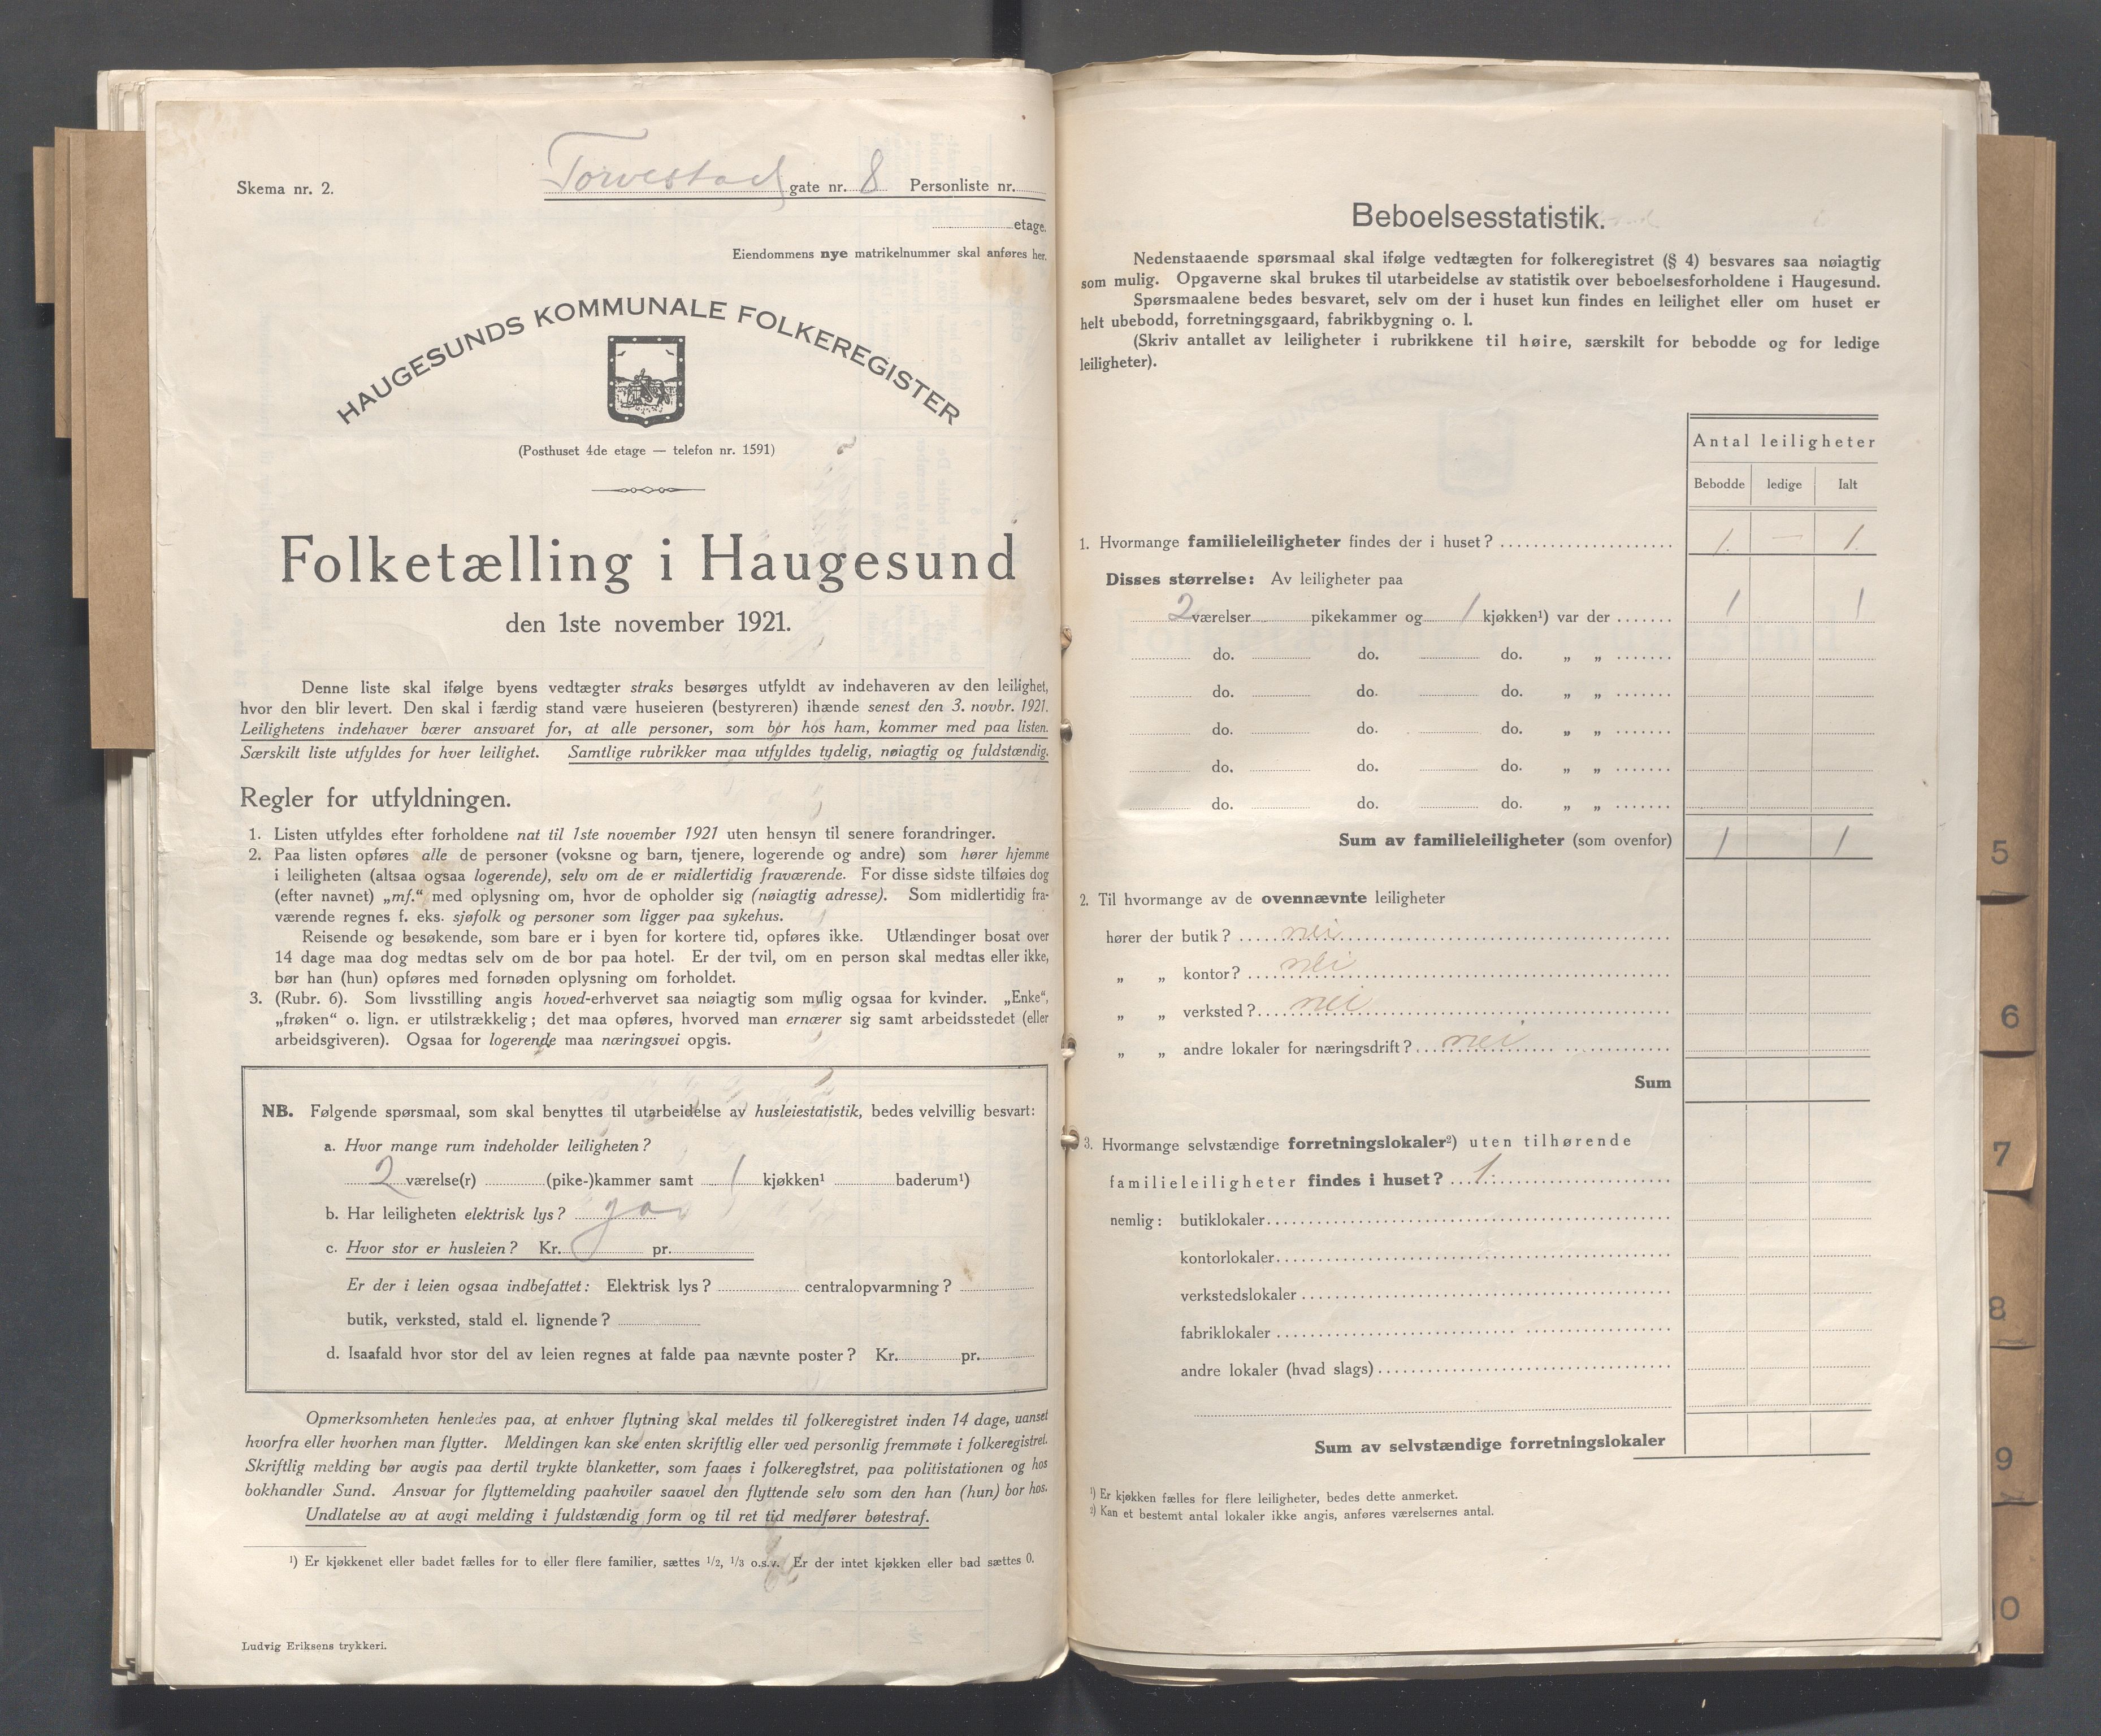 Skema nr. 2.
Torvestad gate nr. 8 Personliste nr.
etage.
Eiendommens nye matrikelnummer skal anføres her.
HAUGESUNDS KOMMUNALE FOLKEREGISTER
(Posthuset 4de etage — telefon nr. 1591)
Folketælling i Haugesund
den 1ste november 1921.
Denne liste skal ifølge byens vedtægter straks besørges utfyldt av indehaveren av den leilighet,
hvor den blir levert. Den skal i færdig stand være huseieren (bestyreren) ihænde senest den 3. novbr. 1921.
Leilighetens indehaver bærer ansvaret for, at alle personer, som bor hos ham, kommer med paa listen.
Særskilt liste utfyldes for hver leilighet. Samtlige rubrikker maa utfyldes tydelig, nøiagtig og fuldstændig.
Regler for utfyldningen.
1. Listen utfyldes efter forholdene nat til 1ste november 1921 uten hensyn til senere forandringer.
2. Paa listen opføres alle de personer (voksne og barn, tjenere, logerende og andre) som hører hjemme
i leiligheten (altsaa ogsaa logerende), selv om de er midlertidig fraværende. For disse sidste tilføies dog
(efter navnet) „mf.“ med oplysning om, hvor de opholder sig (nøiagtig adresse). Som midlertidig fra-
værende regnes f. eks. sjøfolk og personer som ligger paa sykehus.
Reisende og besøkende, som bare er i byen for kortere tid, opføres ikke. Utlændinger bosat over
14 dage maa dog medtas selv om de bor paa hotel. Er der tvil, om en person skal medtas eller ikke,
bør han (hun) opføres med fornøden oplysning om forholdet.
3. (Rubr. 6). Som livsstilling angis hoved-erhvervet saa nøiagtig som mulig ogsaa for kvinder. „Enke“,
„frøken“ o. lign. er utilstrækkelig; det maa opføres, hvorved man ernærer sig samt arbeidsstedet (eller
arbeidsgiveren). Ogsaa for logerende maa næringsvei opgis.
NB. Følgende spørsmaal, som skal benyttes til utarbeidelse av husleiestatistik, bedes velvillig besvart:
a. Hvor mange rum indeholder leiligheten?
2 værelse(r) (pike-)kammer samt 1 kjøkken¹ baderum¹)
b. Har leiligheten elektrisk lys? ja
c. Hvor stor er husleien? Kr. pr.
Er der i leien ogsaa indbefattet: Elektrisk lys? centralopvarmning?
butik, verksted, stald el. lignende?
d. Isaafald hvor stor del av leien regnes at falde paa nævnte poster? Kr. pr.
Opmerksomheten henledes paa, at enhver flytning skal meldes til folkeregistret inden 14 dage, uanset
hvorfra eller hvorhen man flytter. Meldingen kan ske enten skriftlig eller ved personlig fremmøte i folkeregistret.
Skriftlig melding bør avgis paa dertil trykte blanketter, som faaes i folkeregistret, paa politistationen og hos
bokhandler Sund. Ansvar for flyttemelding paahviler saavel den flyttende selv som den han (hun) bor hos.
Undlatelse av at avgi melding i fuldstændig form og til ret tid medfører bøtestraf.
¹) Er kjøkkenet eller badet fælles for to eller flere familier, sættes 1/2, 1/3 o.s.v. Er der intet kjøkken eller bad sættes 0.
Ludvig Eriksens trykkeri.
Beboelsesstatistik.
Nedenstaaende spørsmaal skal ifølge vedtægten for folkeregistret (§ 4) besvares saa nøiagtig
som mulig. Opgaverne skal brukes til utarbeidelse av statistik over beboelsesforholdene i Haugesund.
Spørsmaalene bedes besvaret, selv om der i huset kun findes en leilighet eller om huset er
helt ubebodd, forretningsgaard, fabrikbygning o. l.
(Skriv antallet av leiligheter i rubrikkene til høire, særskilt for bebodde og for ledige
leiligheter).
Antal leiligheter
Bebodde ledige Ialt
1. Hvormange familieleiligheter findes der i huset? 1. — 1.
Disses størrelse: Av leiligheter paa
2 værelser pikekammer og 1 kjøkken¹) var der 1 1
do. do. do. „ „
do. do. do. „ „
do. do. do. „ „
do. do. do. „ „
do. do. do. „ „
Sum av familieleiligheter (som ovenfor) 1 1
2. Til hvormange av de ovennævnte leiligheter
hører der butik? nei
„ „ kontor? nei
„ „ verksted? nei
„ „ andre lokaler for næringsdrift? nei
Sum
3. Hvormange selvstændige forretningslokaler²) uten tilhørende
familieleiligheter findes i huset? 1.
nemlig: butiklokaler
kontorlokaler
verkstedslokaler
fabriklokaler
andre lokaler (hvad slags)
Sum av selvstændige forretningslokaler
¹) Er kjøkken fælles for flere leiligheter, bedes dette anmerket.
²) Kan et bestemt antal lokaler ikke angis, anføres værelsernes antal.
5
6
7
8
9
10